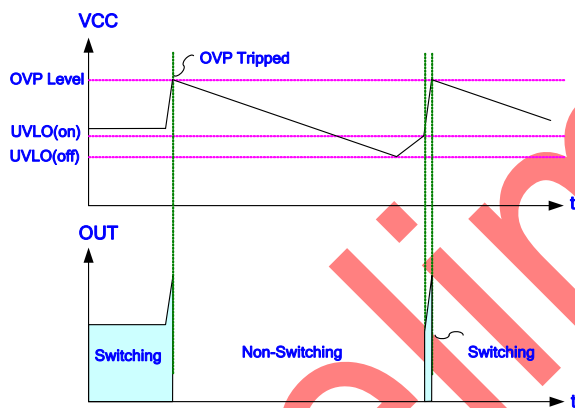 VCC
OVP Tripped
OVP Level
UVLO(on)
UVLO(off)
t
OUT
Switching
Non-Switching
Switching
t